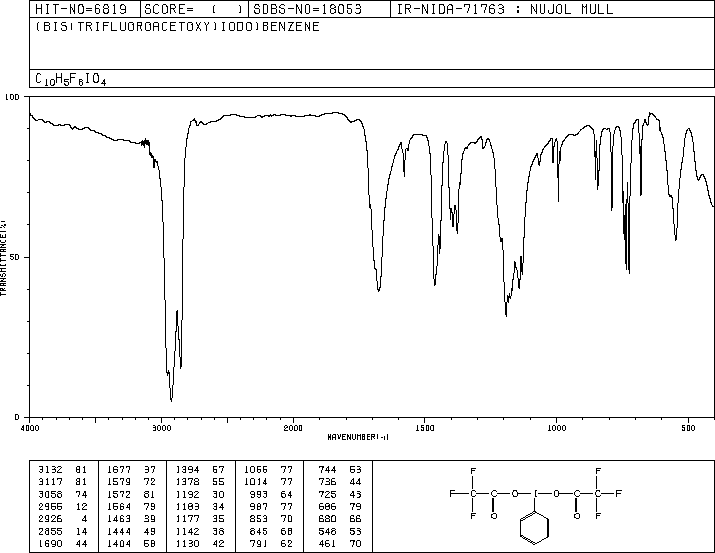 HIT-NO=6819 SCORE= ( ) SDBS-NO=18053 IR-NIDA-71763 : NUJOL MULL
(BIS(TRIFLUOROACETOXY)IODO)BENZENE
C10H5F6IO4
100
50
0
TRANSMITTANCE(%)
4000 3000 2000 1500 1000 500
WAVENUMBER(-1)
3132 81 1677 37 1394 57 1066 77 744 53
3117 81 1579 72 1378 55 1014 77 736 44
3058 74 1572 81 1192 30 993 64 725 43
2955 12 1564 79 1183 34 987 77 686 79
2926 4 1463 39 1177 35 853 70 680 66
2855 14 1444 49 1142 38 845 68 548 53
1690 44 1404 58 1130 42 791 62 461 70
F F
F C C O I O C C F
F O O F